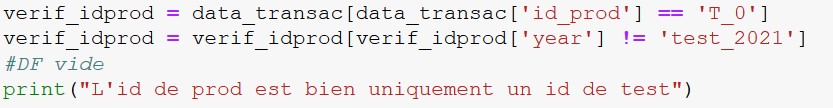 verif_idprod = data_transac[data_transac['id_prod'] == 'T_0']
verif_idprod = verif_idprod[verif_idprod['year'] != 'test_2021']
#DF vide
print("L'id de prod est bien uniquement un id de test")